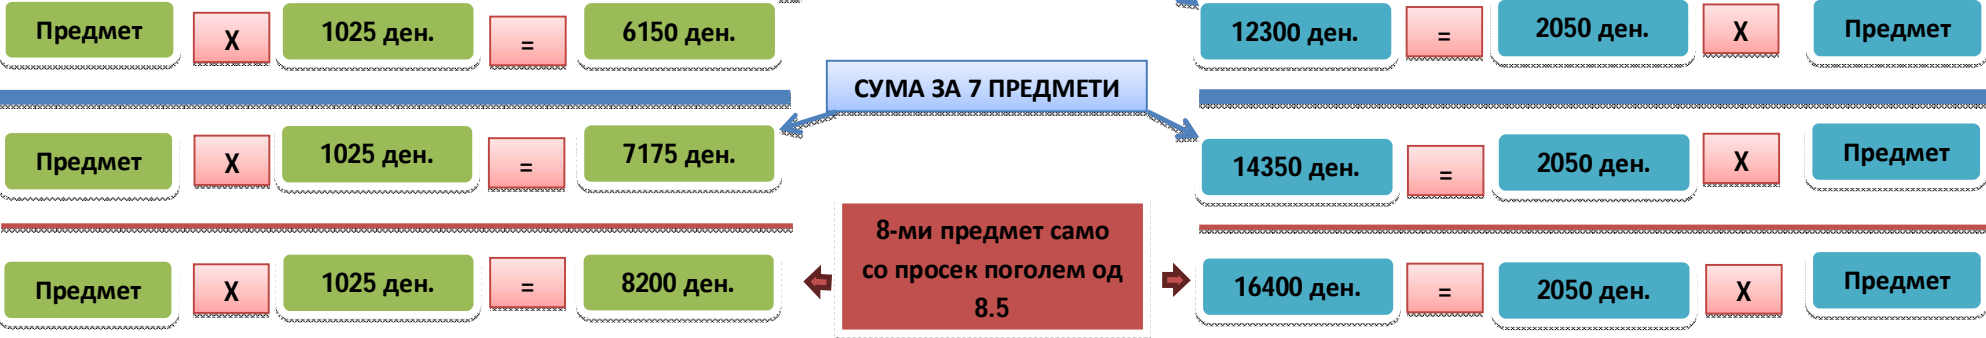 Предмет X 1025 ден. = 6150 ден.
12300 ден. = 2050 ден. X Предмет
СУМА ЗА 7 ПРЕДМЕТИ
Предмет X 1025 ден. = 7175 ден.
14350 ден. = 2050 ден. X Предмет
8-ми предмет само
со просек поголем од
8.5
Предмет X 1025 ден. = 8200 ден.
16400 ден. = 2050 ден. X Предмет